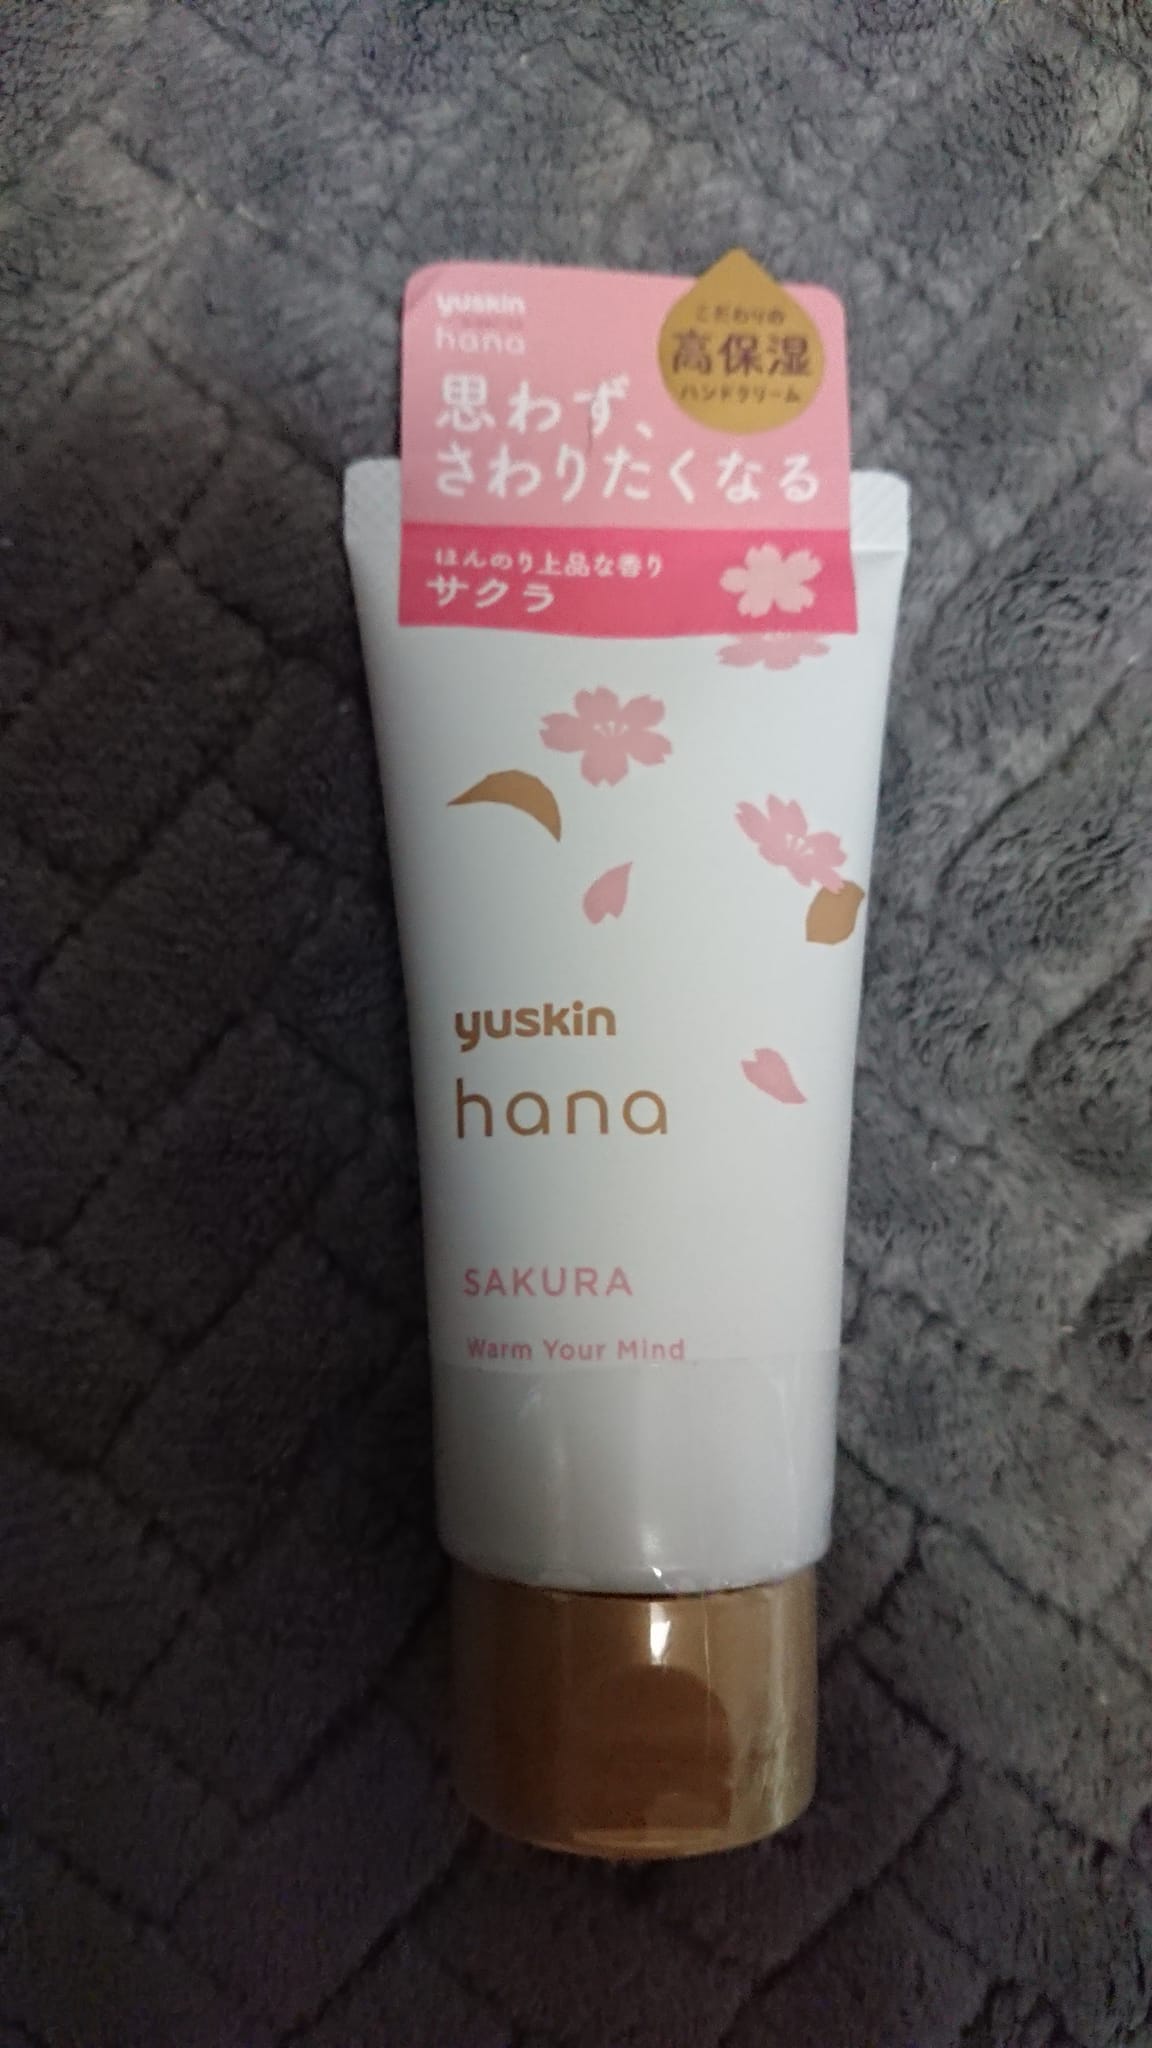 yuskin
hana
こだわりの
高保湿
ハンドクリーム
思わず、
さわりたくなる
ほんのり上品な香り
サクラ
yuskin
hana
SAKURA
Warm Your Mind